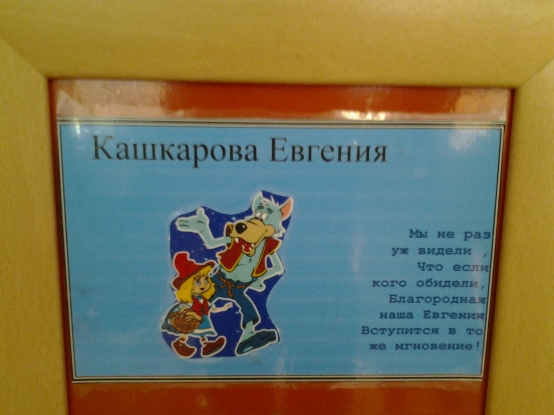 Кашкарова Евгения
Мы не раз
уж видели ,
Что если
кого обидели,
Благородная
наша Евгения
Вступится в то
же мгновение!